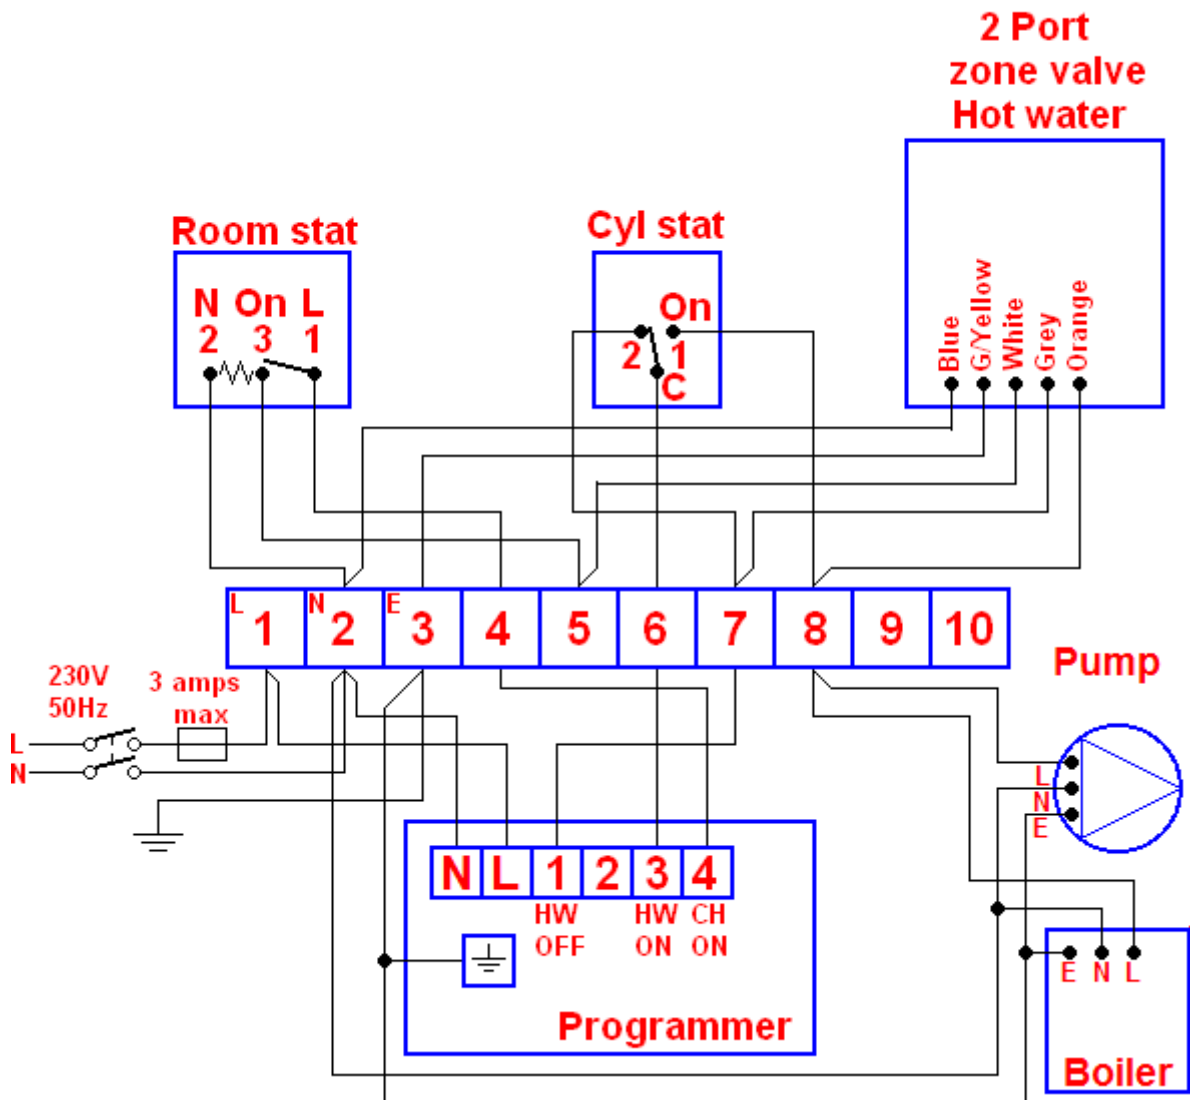 2 Port
zone valve
Hot water
Room stat
Cyl stat
N On L
2 3 1
On
2 1
C
Blue
G/Yellow
White
Grey
Orange
L 1
N 2
E 3
4
5
6
7
8
9
10
Pump
230V
50Hz
3 amps
max
L
N
L
N
E
N L 1 2 3 4
HW
OFF
HW
ON
CH
ON
Programmer
E N L
Boiler